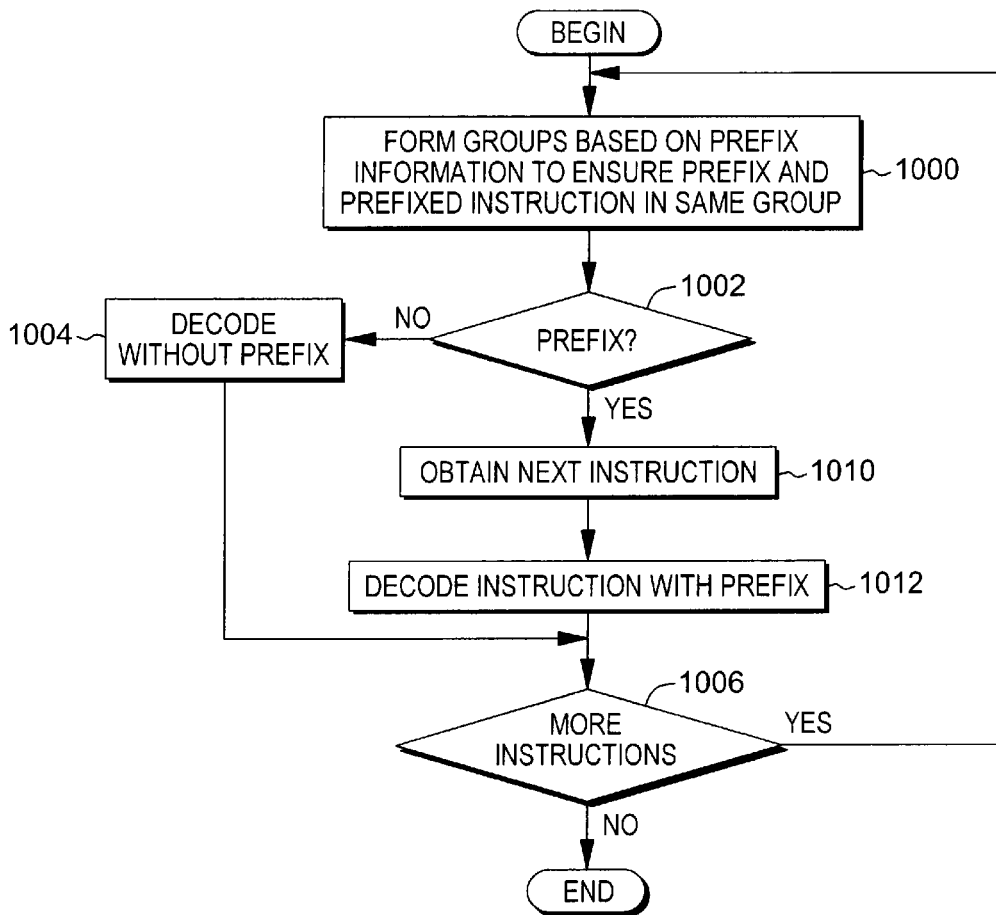 BEGIN
FORM GROUPS BASED ON PREFIX
INFORMATION TO ENSURE PREFIX AND
PREFIXED INSTRUCTION IN SAME GROUP
1000
1002
PREFIX?
NO
1004
DECODE
WITHOUT PREFIX
YES
OBTAIN NEXT INSTRUCTION
1010
DECODE INSTRUCTION WITH PREFIX
1012
1006
MORE
INSTRUCTIONS
YES
NO
END